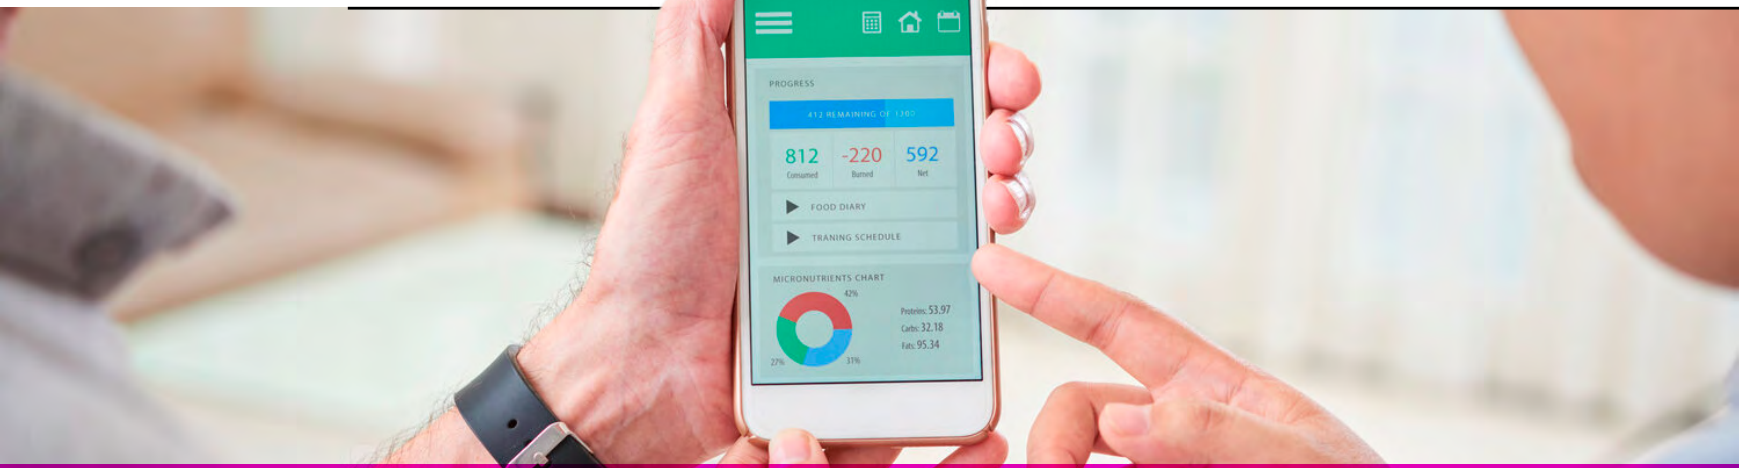 PROGRESS
412 REMAINING OF 1300
812 -220 592
Consumed Burned Net
FOOD DIARY
TRANING SCHEDULE
MICRONUTRIENTS CHART
42%
Proteins: 53,97
Carbs: 32,18
Fats: 95.34
27% 31%